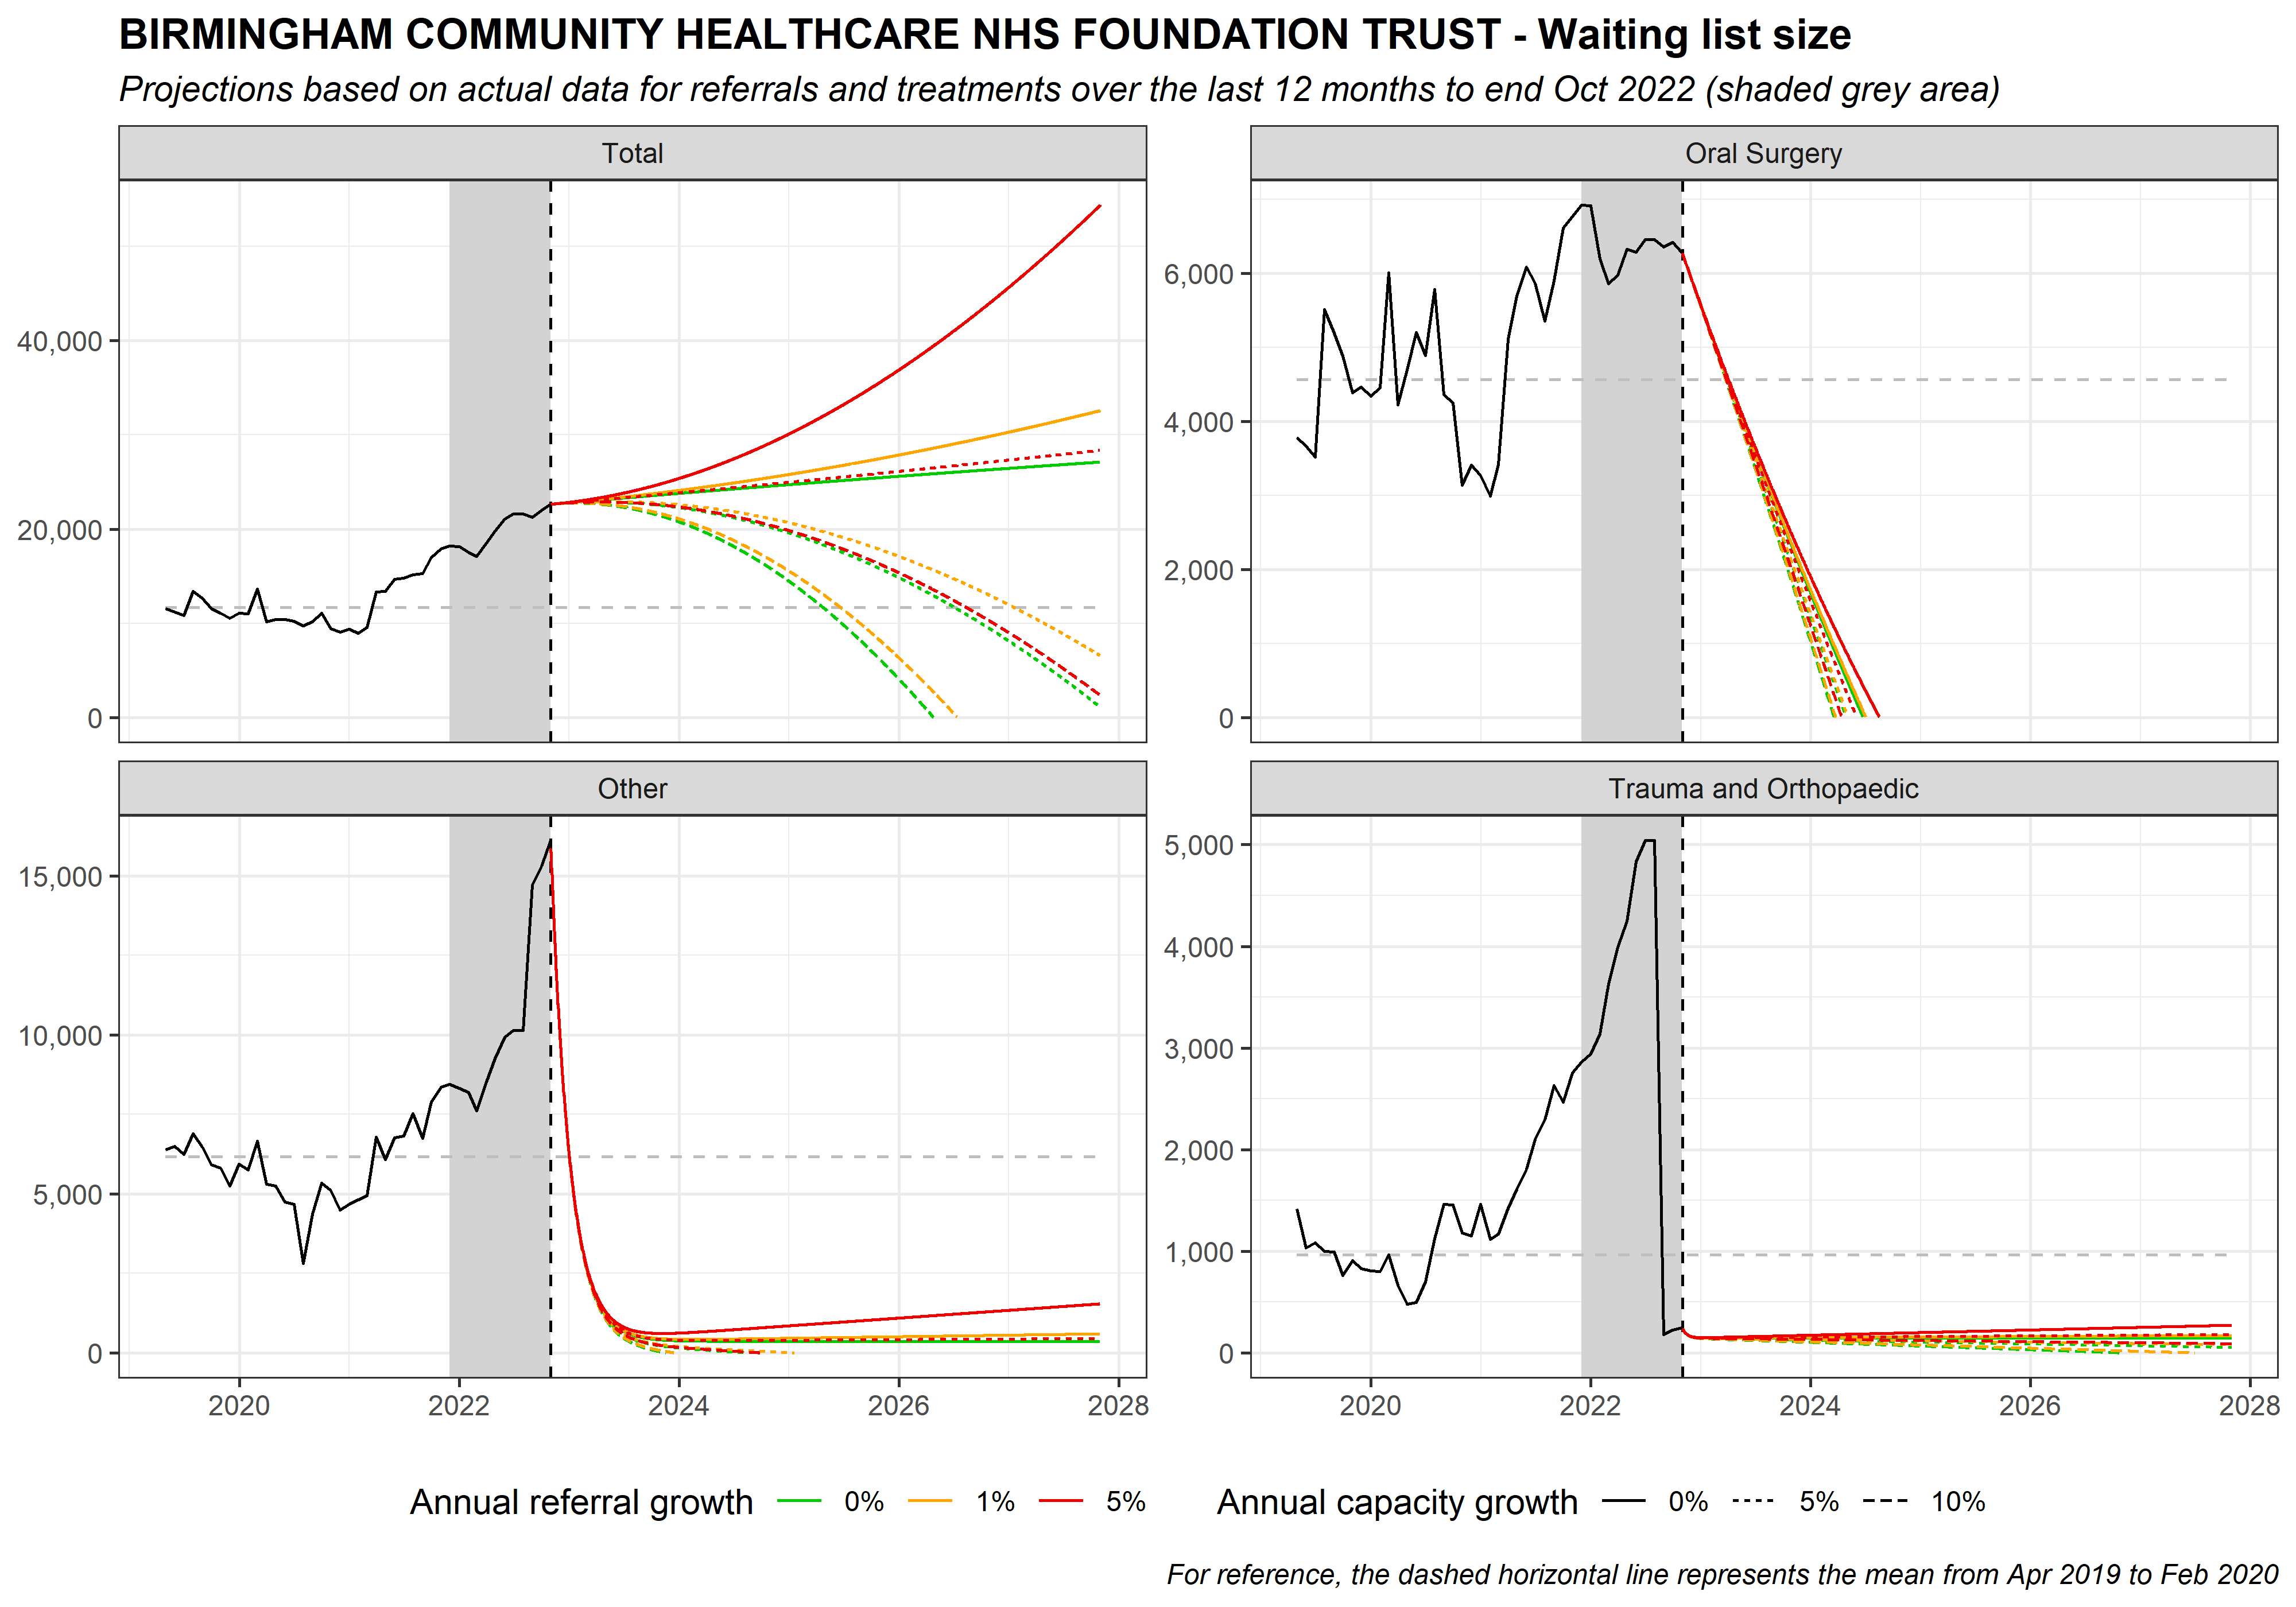 BIRMINGHAM COMMUNITY HEALTHCARE NHS FOUNDATION TRUST - Waiting list size
Projections based on actual data for referrals and treatments over the last 12 months to end Oct 2022 (shaded grey area)
Total
40,000
20,000
0
Oral Surgery
6,000
4,000
2,000
0
Other
15,000
10,000
5,000
0
2020 2022 2024 2026 2028
Trauma and Orthopaedic
5,000
4,000
3,000
2,000
1,000
0
2020 2022 2024 2026 2028
Annual referral growth 0% 1% 5%
Annual capacity growth 0% 5% 10%
For reference, the dashed horizontal line represents the mean from Apr 2019 to Feb 2020